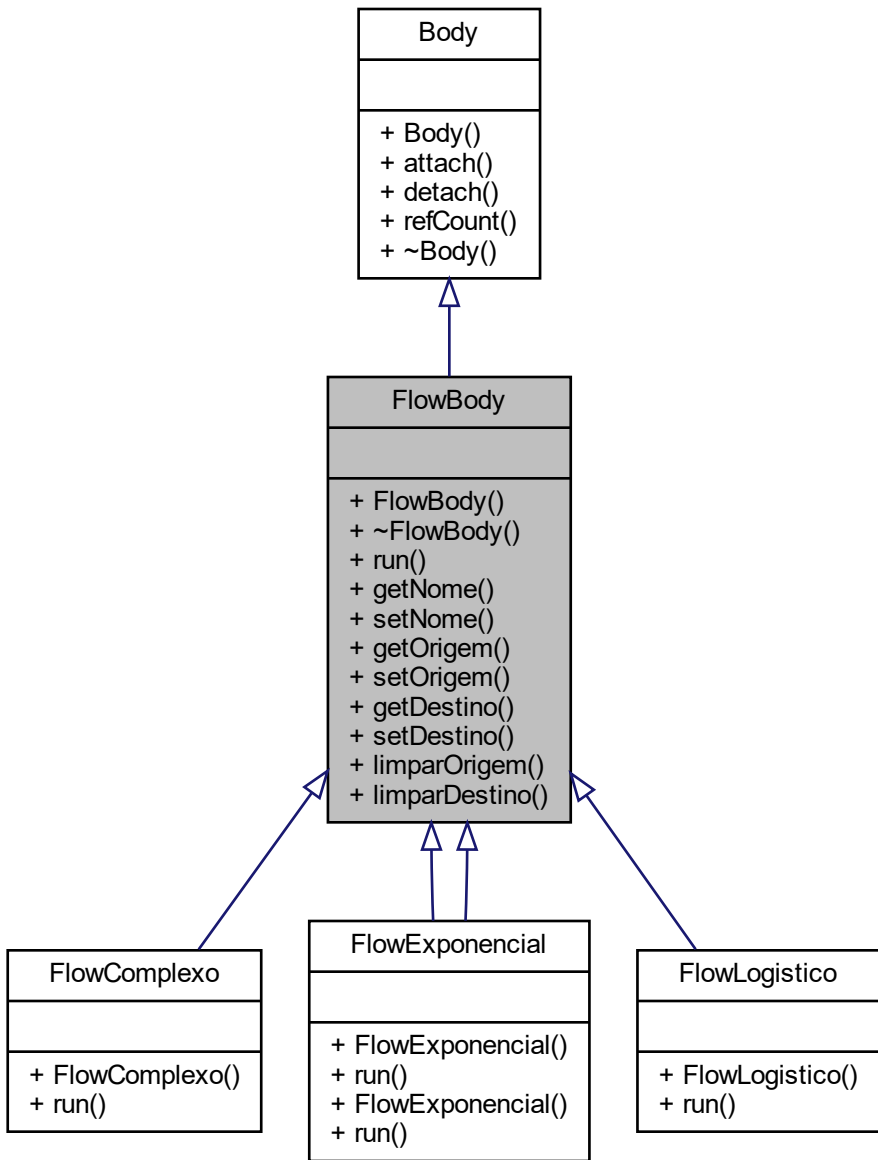 Body
+ Body()
+ attach()
+ detach()
+ refCount()
+ ~Body()
FlowBody
+ FlowBody()
+ ~FlowBody()
+ run()
+ getNome()
+ setNome()
+ getOrigem()
+ setOrigem()
+ getDestino()
+ setDestino()
+ limparOrigem()
+ limparDestino()
FlowComplexo
+ FlowComplexo()
+ run()
FlowExponencial
+ FlowExponencial()
+ run()
+ FlowExponencial()
+ run()
FlowLogistico
+ FlowLogistico()
+ run()